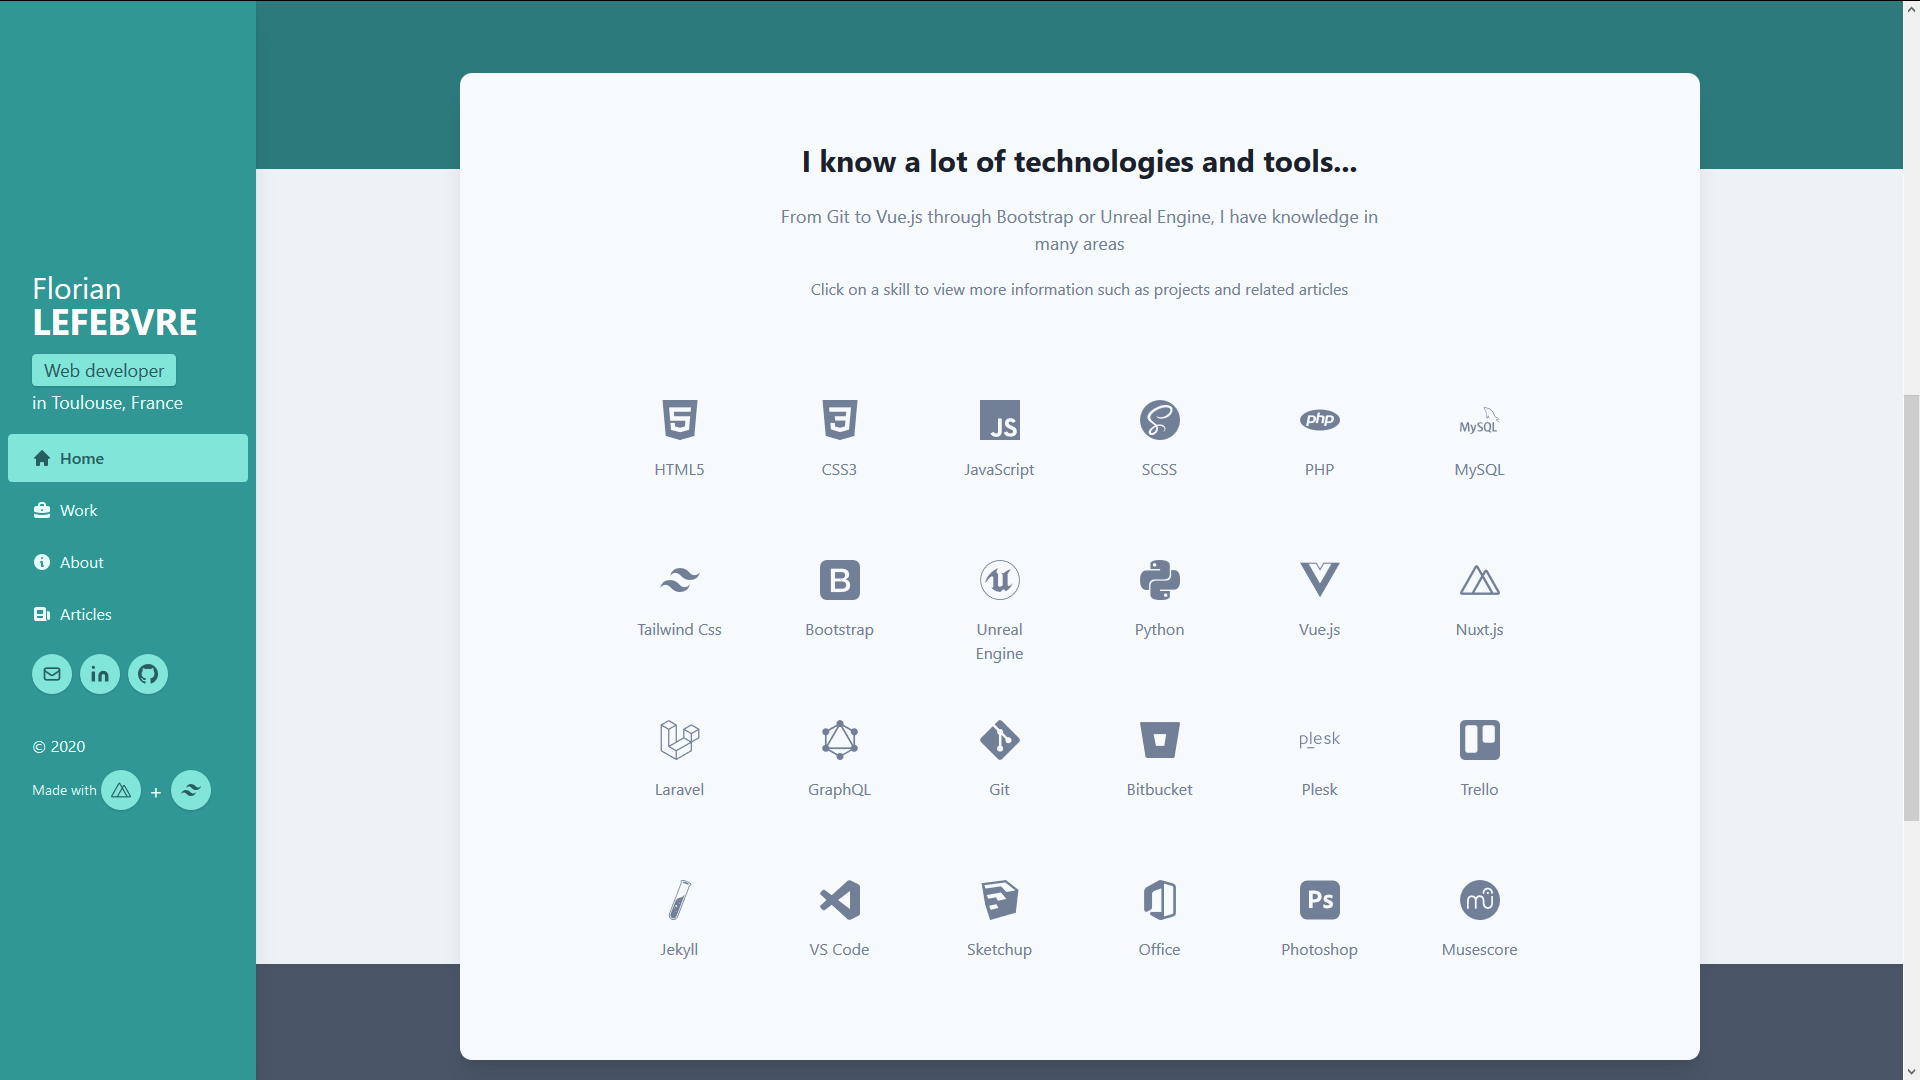 Florian
LEFEBVRE
Web developer
in Toulouse, France
Home
Work
About
Articles
© 2020
Made with +
I know a lot of technologies and tools...
From Git to Vue.js through Bootstrap or Unreal Engine, I have knowledge in
many areas
Click on a skill to view more information such as projects and related articles
JS
php
MySQL
HTML5
CSS3
JavaScript
SCSS
PHP
MySQL
B
Tailwind Css
Bootstrap
Unreal
Engine
Python
Vue.js
Nuxt.js
plesk
Laravel
GraphQL
Git
Bitbucket
Plesk
Trello
Ps
Jekyll
VS Code
Sketchup
Office
Photoshop
Musescore